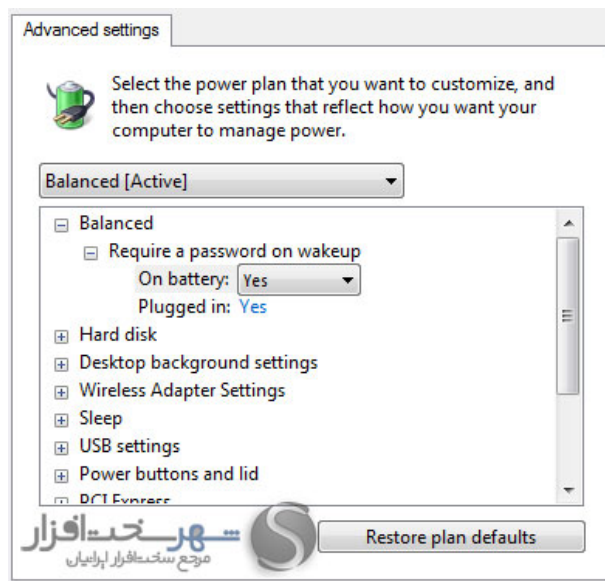 Advanced settings
Select the power plan that you want to customize, and
then choose settings that reflect how you want your
computer to manage power.
Balanced [Active]
Balanced
Require a password on wakeup
On battery: Yes
Plugged in: Yes
Hard disk
Desktop background settings
Wireless Adapter Settings
Sleep
USB settings
Power buttons and lid
PCI Express
Restore plan defaults
شهر سخت‌افزار
مرجع سخت‌افزار ایرانیان